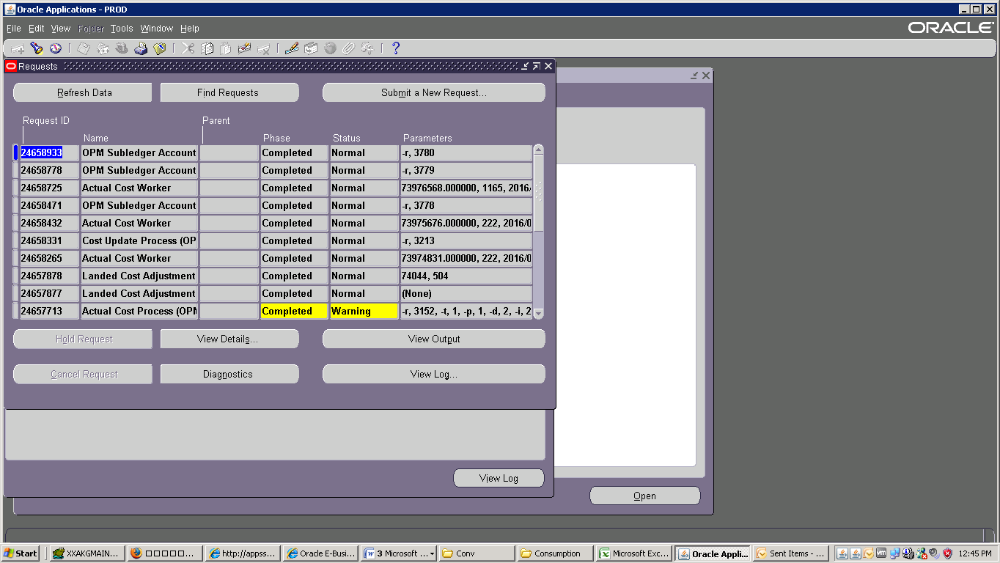 Oracle Applications - PROD
File Edit View Folder Tools Window Help
ORACLE
Requests
Refresh Data Find Requests Submit a New Request...
Request ID Parent
Name Phase Status Parameters
24658933 OPM Subledger Account Completed Normal -r, 3780
24658778 OPM Subledger Account Completed Normal -r, 3779
24658725 Actual Cost Worker Completed Normal 73976568.000000, 1165, 2016/
24658471 OPM Subledger Account Completed Normal -r, 3778
24658432 Actual Cost Worker Completed Normal 73975676.000000, 222, 2016/0
24658331 Cost Update Process (OP Completed Normal -r, 3213
24658265 Actual Cost Worker Completed Normal 73974831.000000, 222, 2016/0
24657878 Landed Cost Adjustment Completed Normal 74044, 504
24657877 Landed Cost Adjustment Completed Normal (None)
24657713 Actual Cost Process (OPM Completed Warning -r, 3152, -t, 1, -p, 1, -d, 2, -i, 2
Hold Request View Details... View Output
Cancel Request Diagnostics View Log...
View Log
Open
Start XXAKGMAIN... http://appss... Oracle E-Busi... 3 Microsoft ... Conv Consumption Microsoft Exc... Oracle Appli... Sent Items - ... 12:45 PM